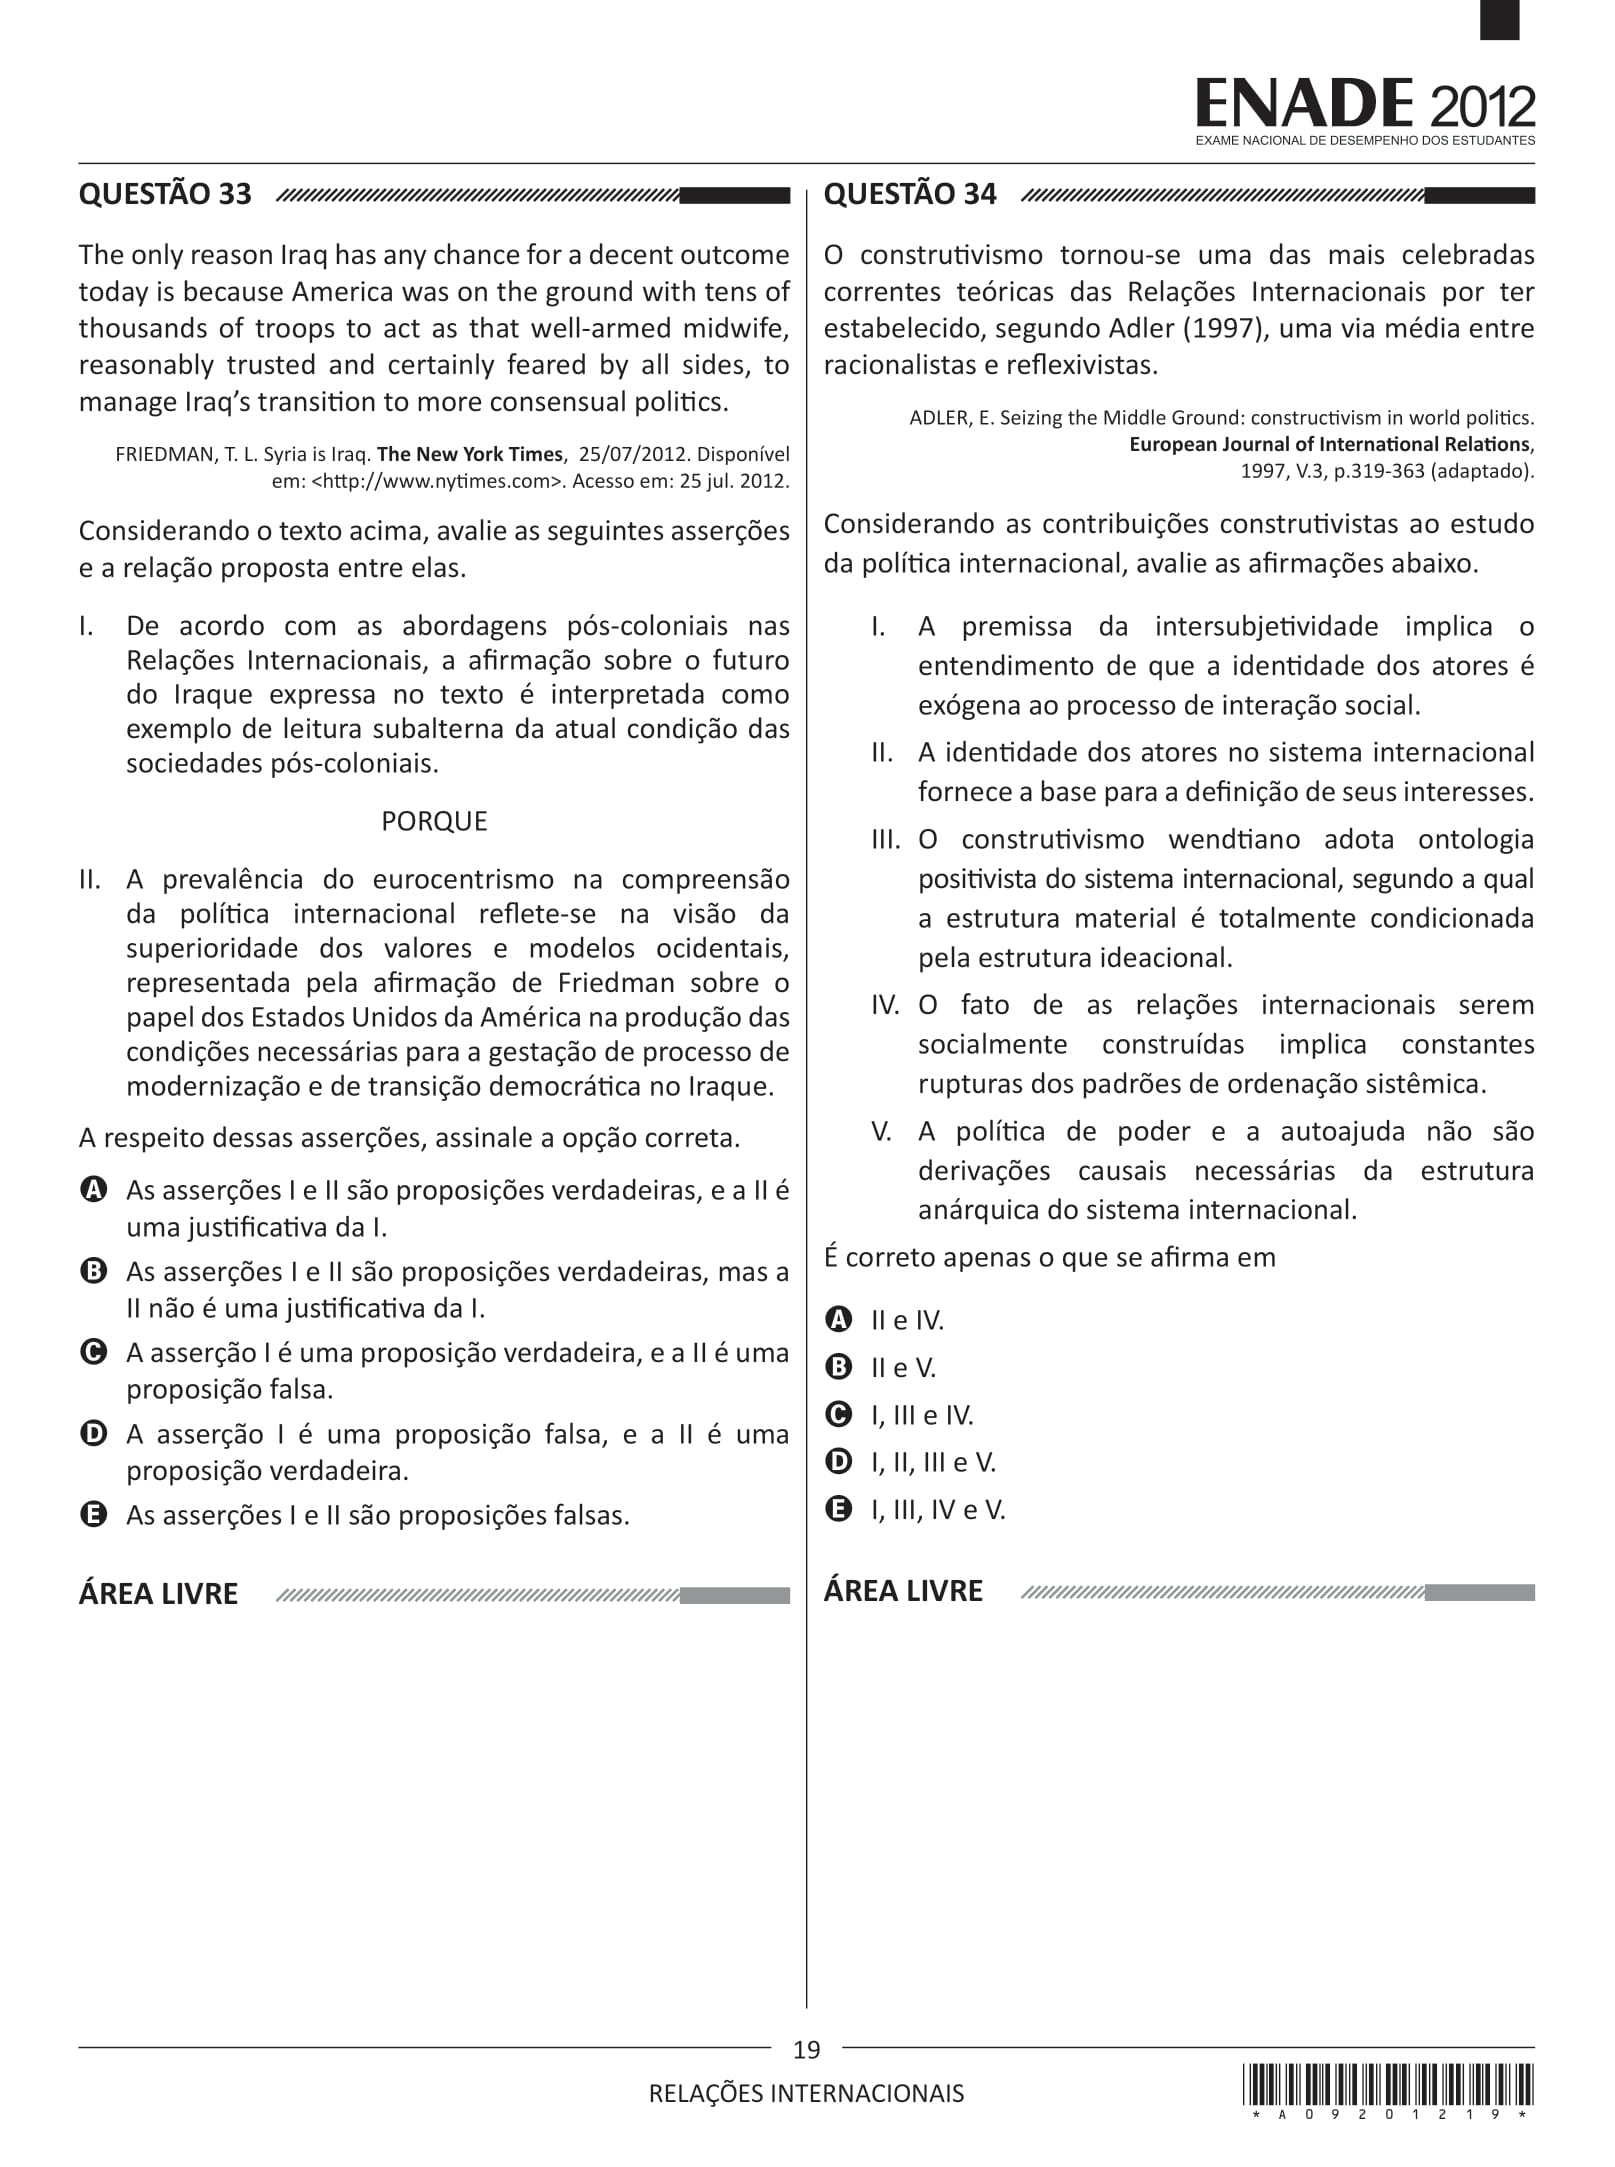 ENADE 2012
EXAME NACIONAL DE DESEMPENHO DOS ESTUDANTES
QUESTÃO 33
The only reason Iraq has any chance for a decent outcome
today is because America was on the ground with tens of
thousands of troops to act as that well-armed midwife,
reasonably trusted and certainly feared by all sides, to
manage Iraq’s transition to more consensual politics.
FRIEDMAN, T. L. Syria is Iraq. The New York Times, 25/07/2012. Disponível
em: <http://www.nytimes.com>. Acesso em: 25 jul. 2012.
Considerando o texto acima, avalie as seguintes asserções
e a relação proposta entre elas.
I. De acordo com as abordagens pós-coloniais nas
Relações Internacionais, a afirmação sobre o futuro
do Iraque expressa no texto é interpretada como
exemplo de leitura subalterna da atual condição das
sociedades pós-coloniais.
PORQUE
II. A prevalência do eurocentrismo na compreensão
da política internacional reflete-se na visão da
superioridade dos valores e modelos ocidentais,
representada pela afirmação de Friedman sobre o
papel dos Estados Unidos da América na produção das
condições necessárias para a gestação de processo de
modernização e de transição democrática no Iraque.
A respeito dessas asserções, assinale a opção correta.
A As asserções I e II são proposições verdadeiras, e a II é
uma justificativa da I.
B As asserções I e II são proposições verdadeiras, mas a
II não é uma justificativa da I.
C A asserção I é uma proposição verdadeira, e a II é uma
proposição falsa.
D A asserção I é uma proposição falsa, e a II é uma
proposição verdadeira.
E As asserções I e II são proposições falsas.
ÁREA LIVRE
QUESTÃO 34
O construtivismo tornou-se uma das mais celebradas
correntes teóricas das Relações Internacionais por ter
estabelecido, segundo Adler (1997), uma via média entre
racionalistas e reflexivistas.
ADLER, E. Seizing the Middle Ground: constructivism in world politics.
European Journal of International Relations,
1997, V.3, p.319-363 (adaptado).
Considerando as contribuições construtivistas ao estudo
da política internacional, avalie as afirmações abaixo.
I. A premissa da intersubjetividade implica o
entendimento de que a identidade dos atores é
exógena ao processo de interação social.
II. A identidade dos atores no sistema internacional
fornece a base para a definição de seus interesses.
III. O construtivismo wendtiano adota ontologia
positivista do sistema internacional, segundo a qual
a estrutura material é totalmente condicionada
pela estrutura ideacional.
IV. O fato de as relações internacionais serem
socialmente construídas implica constantes
rupturas dos padrões de ordenação sistêmica.
V. A política de poder e a autoajuda não são
derivações causais necessárias da estrutura
anárquica do sistema internacional.
É correto apenas o que se afirma em
A II e IV.
B II e V.
C I, III e IV.
D I, II, III e V.
E I, III, IV e V.
ÁREA LIVRE
19
RELAÇÕES INTERNACIONAIS
* A 0 9 2 0 1 2 1 9 *